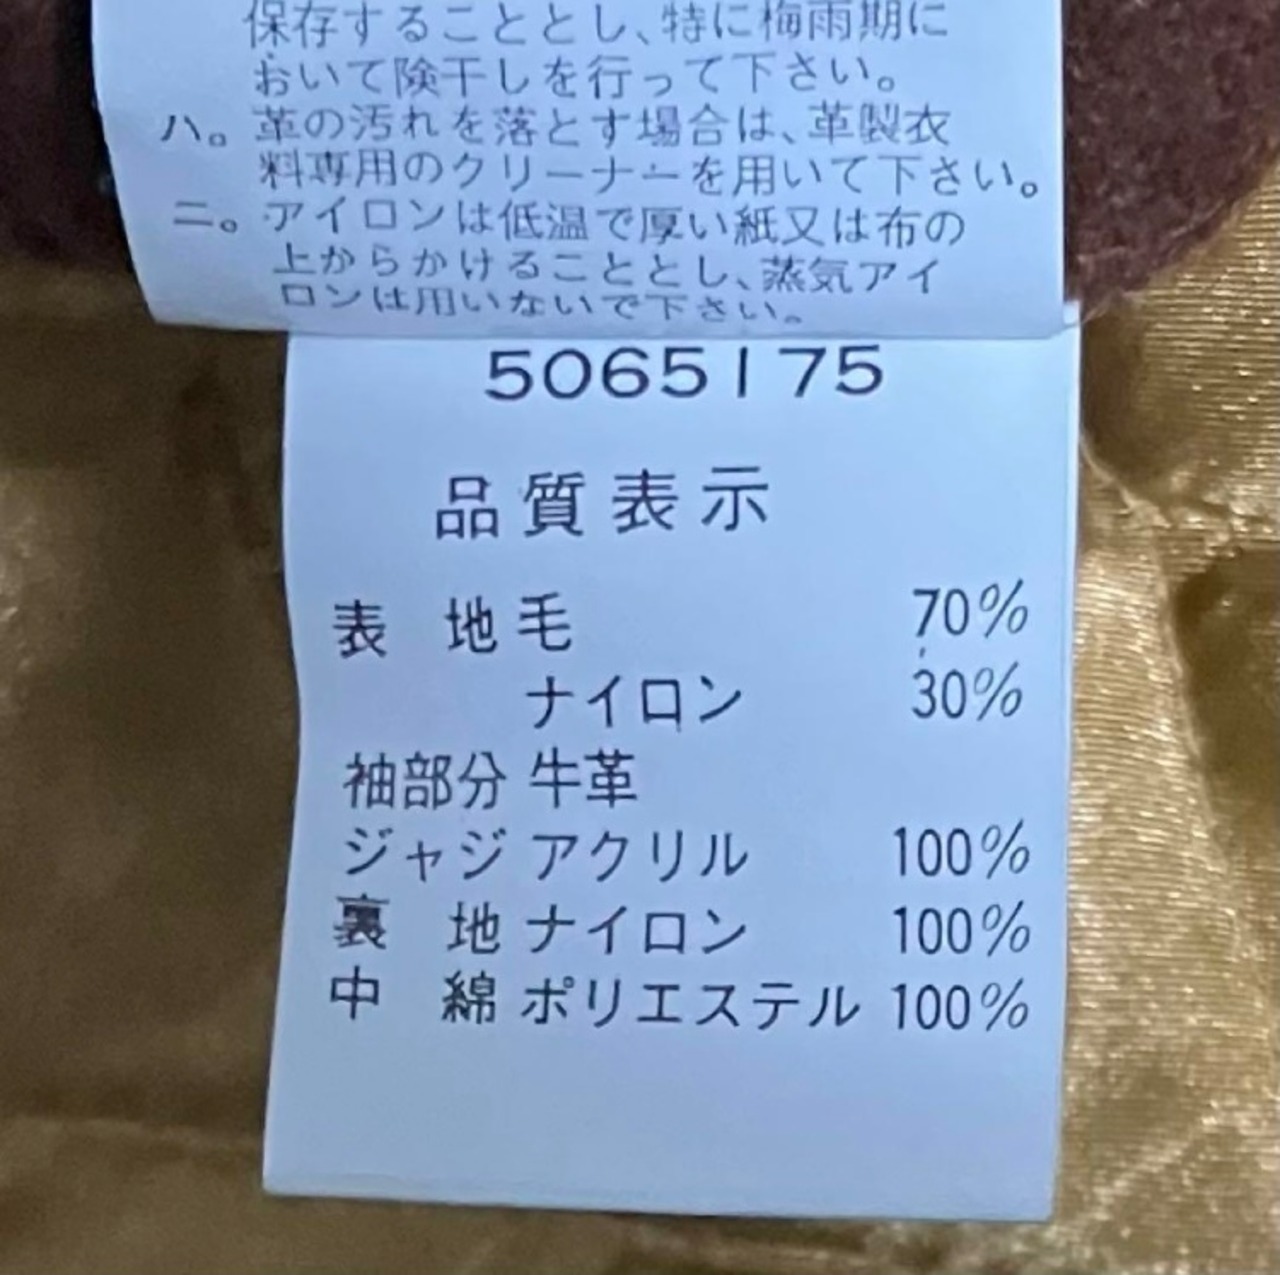 保存することとし、特に梅雨期に
おいて険干しを行って下さい。
ハ。革の汚れを落とす場合は、革製衣
料専用のクリーナーを用いて下さい。
ニ。アイロンは低温で厚い紙又は布の
上からかけることとし、蒸気アイ
ロンは用いないで下さい。
5065175
品質表示
表 地 毛 70%
ナイロン 30%
袖部分 牛革
ジャジ アクリル 100%
裏 地 ナイロン 100%
中 綿 ポリエステル 100%